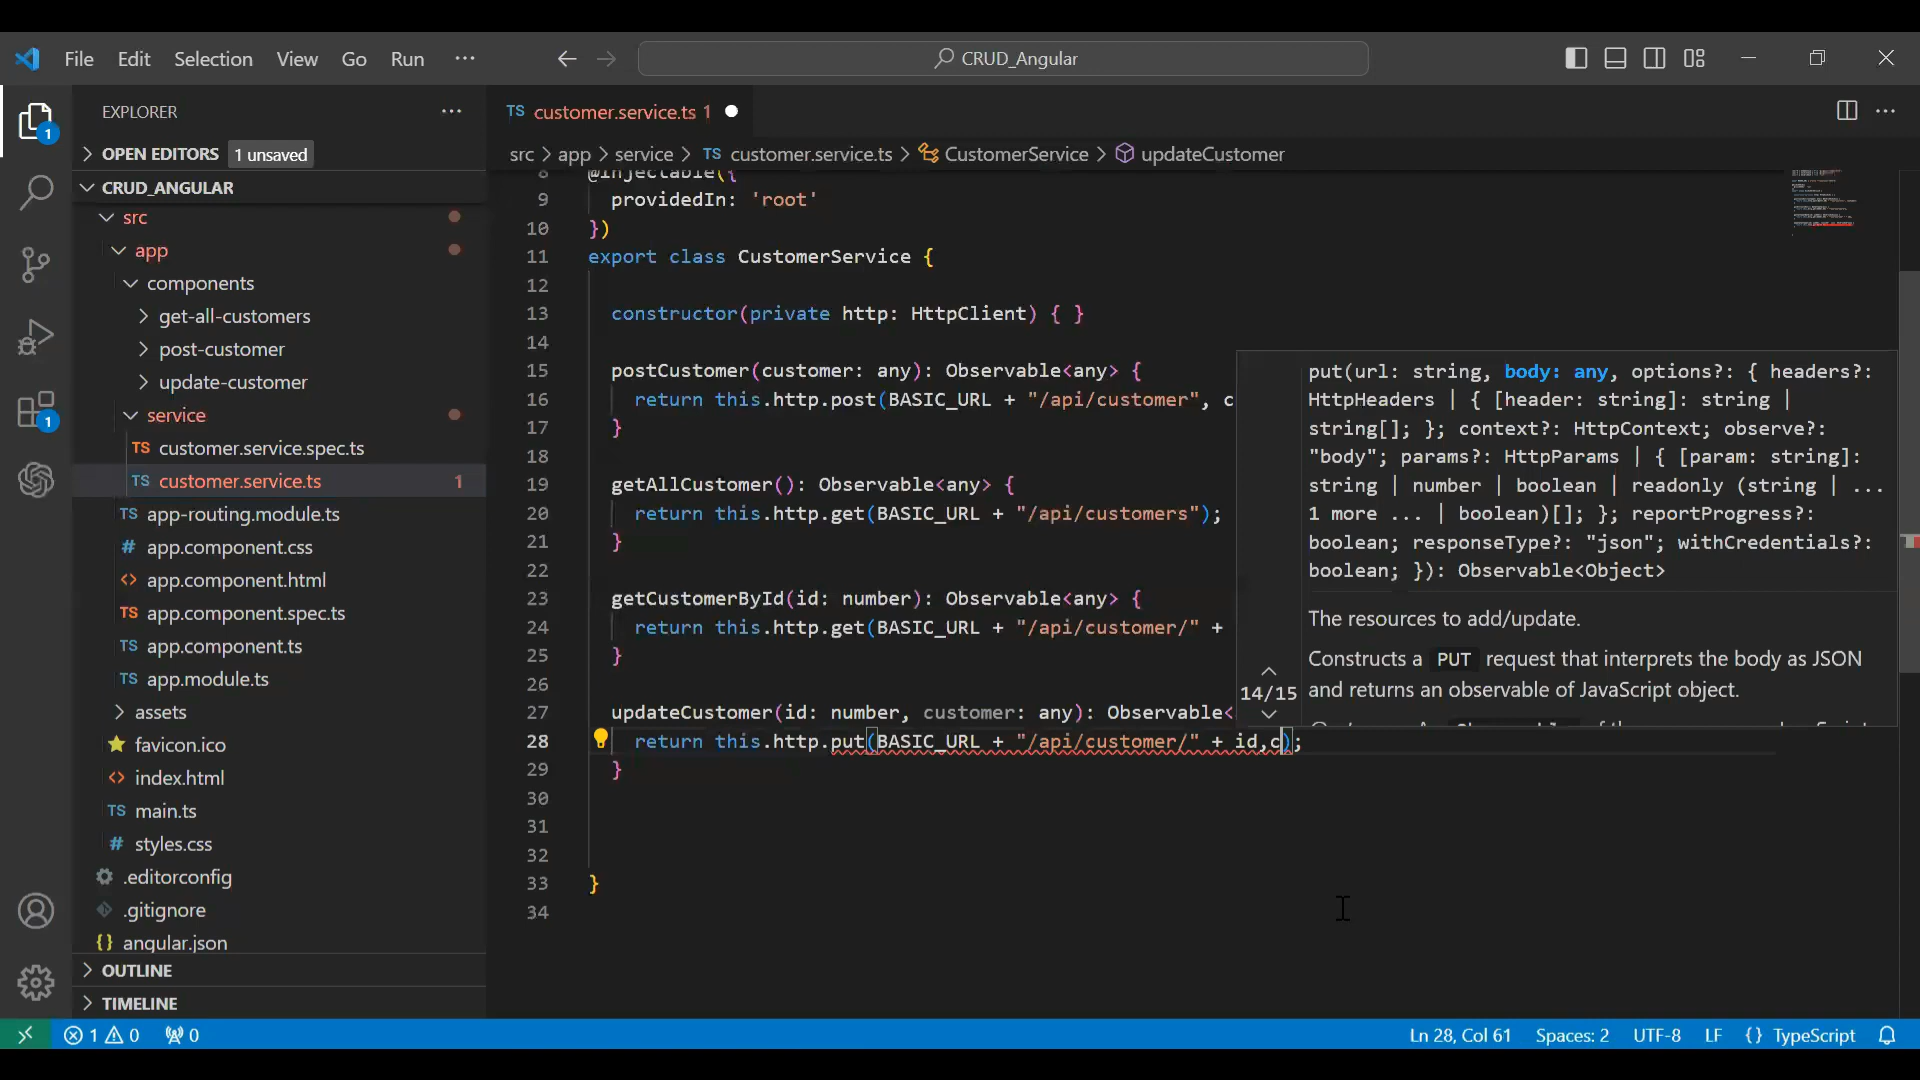 File Edit Selection View Go Run ···
CRUD_Angular
EXPLORER
OPEN EDITORS 1 unsaved
CRUD_ANGULAR
src
app
components
get-all-customers
post-customer
update-customer
service
TS customer.service.spec.ts
TS customer.service.ts 1
TS app-routing.module.ts
# app.component.css
<> app.component.html
TS app.component.spec.ts
TS app.component.ts
TS app.module.ts
assets
favicon.ico
<> index.html
TS main.ts
# styles.css
.editorconfig
.gitignore
{} angular.json
OUTLINE
TIMELINE
1
1
TS customer.service.ts 1
src > app > service > TS customer.service.ts > CustomerService > updateCustomer
8 @Injectable({
9 providedIn: 'root'
10 })
11 export class CustomerService {
12
13 constructor(private http: HttpClient) { }
14
15 postCustomer(customer: any): Observable<any> {
16 return this.http.post(BASIC_URL + "/api/customer", c
17 }
18
19 getAllCustomer(): Observable<any> {
20 return this.http.get(BASIC_URL + "/api/customers");
21 }
22
23 getCustomerById(id: number): Observable<any> {
24 return this.http.get(BASIC_URL + "/api/customer/" +
25 }
26
27 updateCustomer(id: number, customer: any): Observable<
28 return this.http.put(BASIC_URL + "/api/customer/" + id,c);
29 }
30
31
32
33 }
34
put(url: string, body: any, options?: { headers?:
HttpHeaders | { [header: string]: string |
string[]; }; context?: HttpContext; observe?:
"body"; params?: HttpParams | { [param: string]:
string | number | boolean | readonly (string | ...
1 more ... | boolean)[]; }; reportProgress?:
boolean; responseType?: "json"; withCredentials?:
boolean; }): Observable<Object>
The resources to add/update.
Constructs a PUT request that interprets the body as JSON
and returns an observable of JavaScript object.
14/15
1 0 0
Ln 28, Col 61 Spaces: 2 UTF-8 LF {} TypeScript